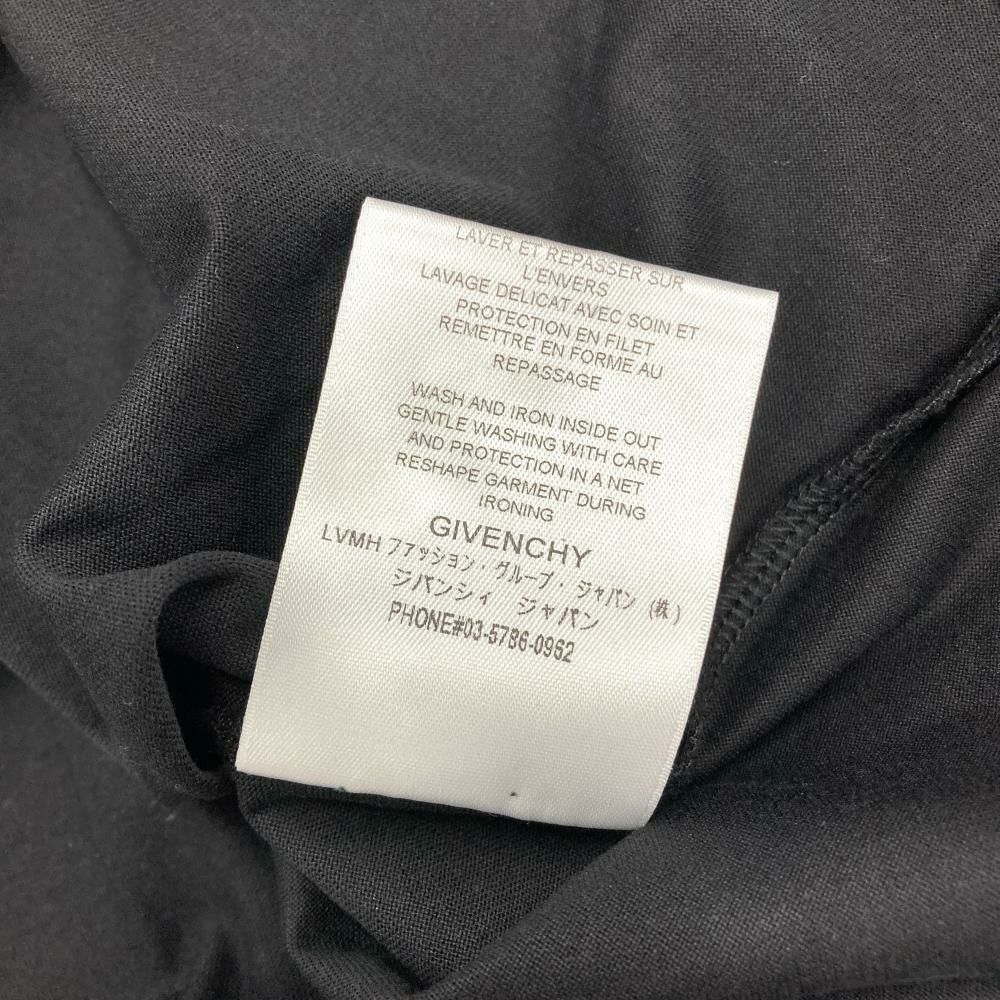 LAVER ET REPASSER SUR
L'ENVERS
LAVAGE DELICAT AVEC SOIN ET
PROTECTION EN FILET
REMETTRE EN FORME AU
REPASSAGE
WASH AND IRON INSIDE OUT
GENTLE WASHING WITH CARE
AND PROTECTION IN A NET
RESHAPE GARMENT DURING
IRONING
GIVENCHY
LVMH ファッション・グループ・ジャパン (株)
ジバンシィ ジャパン
PHONE#03-5786-0962